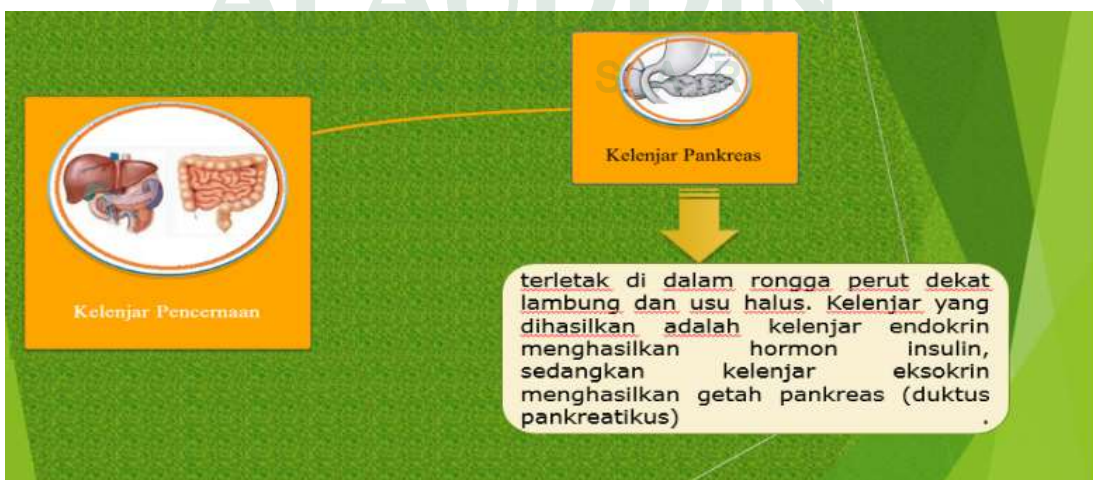 ALAUDDIN
Kelenjar Pankreas
Kelenjar Pencernaan
terletak di dalam rongga perut dekat
lambung dan usu halus. Kelenjar yang
dihasilkan adalah kelenjar endokrin
menghasilkan hormon insulin,
sedangkan kelenjar eksokrin
menghasilkan getah pankreas (duktus
pankreatikus) .